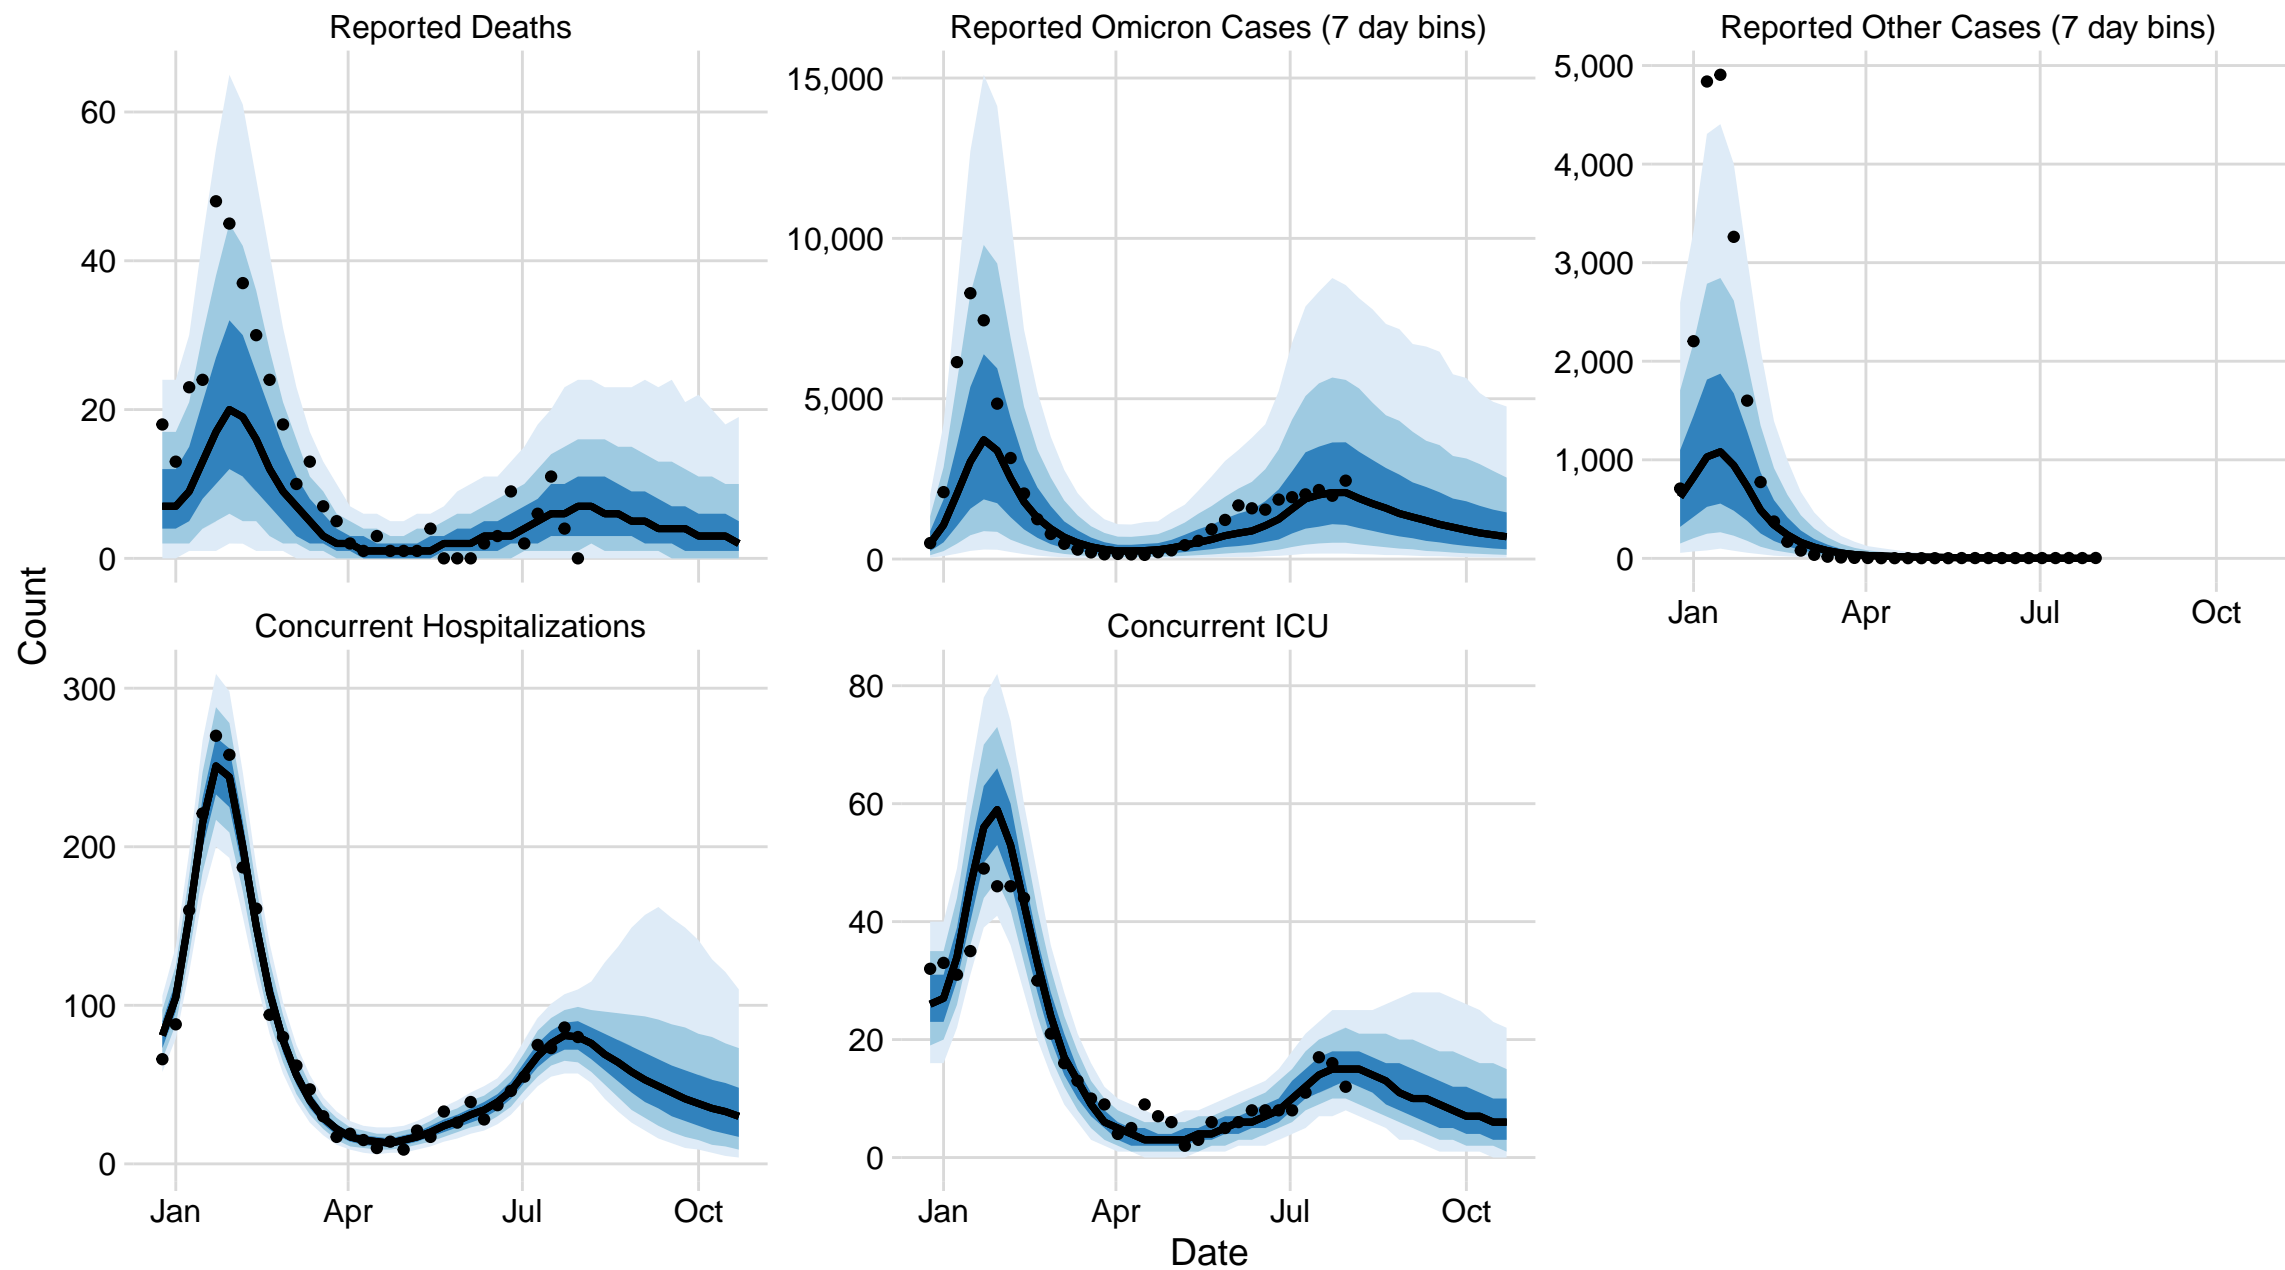 Reported Deaths
Reported Omicron Cases (7 day bins)
Reported Other Cases (7 day bins)
60
40
20
0
15,000
10,000
5,000
0
5,000
4,000
3,000
2,000
1,000
0
Jan Apr Jul Oct
Count
Concurrent Hospitalizations
Concurrent ICU
300
200
100
0
80
60
40
20
0
Jan Apr Jul Oct
Jan Apr Jul Oct
Date